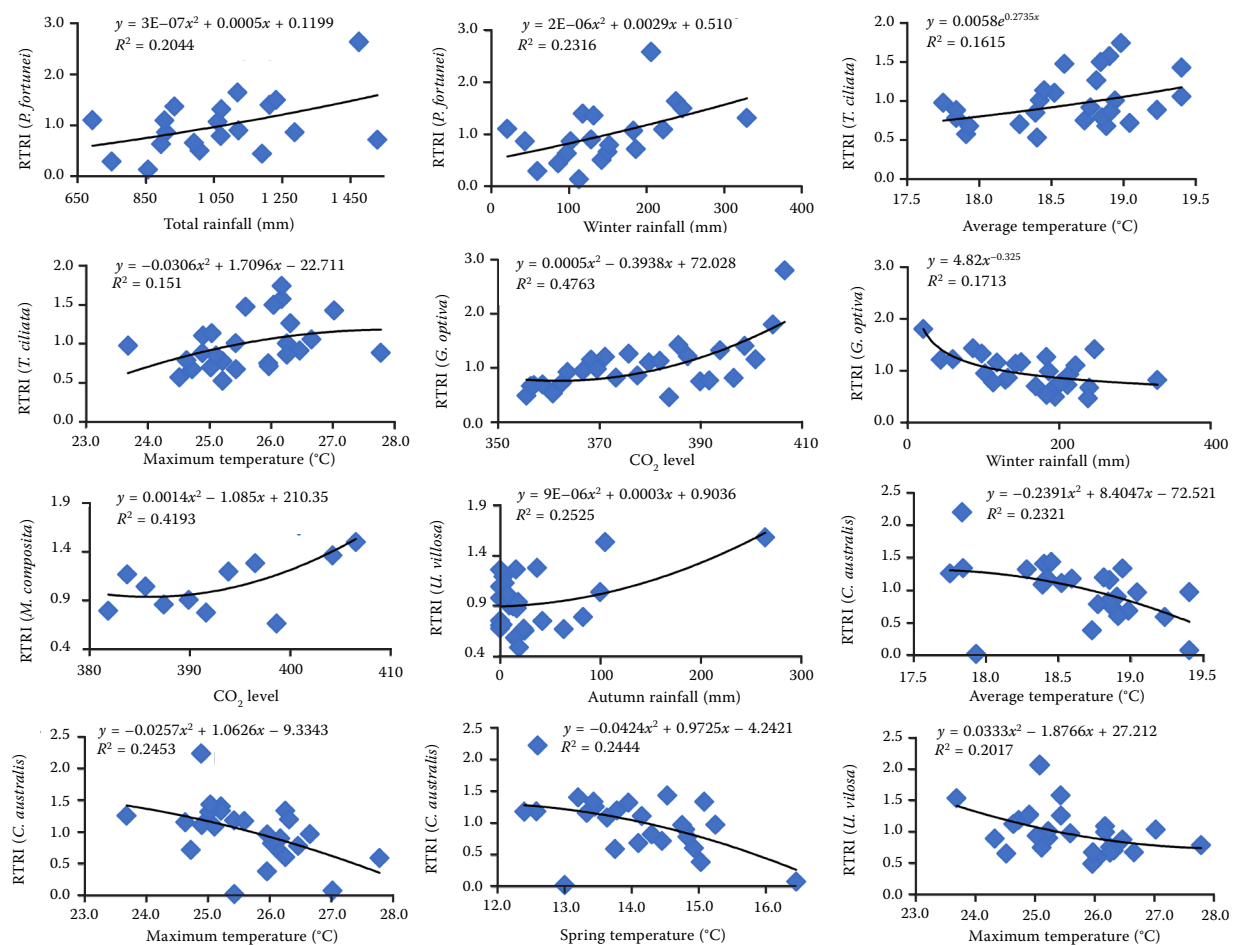 y = 3E–07x² + 0.0005x + 0.1199
R² = 0.2044
RTRI (P. fortunei)
3.0
2.0
1.0
0.0
650 850 1 050 1 250 1 450
Total rainfall (mm)
y = 2E–06x² + 0.0029x + 0.510
R² = 0.2316
RTRI (P. fortunei)
3.0
2.0
1.0
0.0
0 100 200 300 400
Winter rainfall (mm)
y = 0.0058e^0.2735x
R² = 0.1615
RTRI (T. ciliata)
2.0
1.5
1.0
0.5
0.0
17.5 18.0 18.5 19.0 19.5
Average temperature (°C)
y = –0.0306x² + 1.7096x – 22.711
R² = 0.151
RTRI (T. ciliata)
2.0
1.5
1.0
0.5
0.0
23.0 24.0 25.0 26.0 27.0 28.0
Maximum temperature (°C)
y = 0.0005x² – 0.3938x + 72.028
R² = 0.4763
RTRI (G. optiva)
3.0
2.0
1.0
0.0
350 370 390 410
CO₂ level
y = 4.82x^–0.325
R² = 0.1713
RTRI (G. optiva)
3.0
2.0
1.0
0.0
0 200 400
Winter rainfall (mm)
y = 0.0014x² – 1.085x + 210.35
R² = 0.4193
RTRI (M. composita)
1.9
1.4
0.9
0.4
380 390 400 410
CO₂ level
y = 9E–06x² + 0.0003x + 0.9036
R² = 0.2525
RTRI (U. villosa)
1.9
1.4
0.9
0.4
0 100 200 300
Autumn rainfall (mm)
y = –0.2391x² + 8.4047x – 72.521
R² = 0.2321
RTRI (C. australis)
2.5
2.0
1.5
1.0
0.5
0.0
17.5 18.0 18.5 19.0 19.5
Average temperature (°C)
y = –0.0257x² + 1.0626x – 9.3343
R² = 0.2453
RTRI (C. australis)
2.5
2.0
1.5
1.0
0.5
0.0
23.0 24.0 25.0 26.0 27.0 28.0
Maximum temperature (°C)
y = –0.0424x² + 0.9725x – 4.2421
R² = 0.2444
RTRI (C. australis)
2.5
2.0
1.5
1.0
0.5
0.0
12.0 13.0 14.0 15.0 16.0
Spring temperature (°C)
y = 0.0333x² – 1.8766x + 27.212
R² = 0.2017
RTRI (U. vilosa)
2.5
2.0
1.5
1.0
0.5
0.0
23.0 24.0 25.0 26.0 27.0 28.0
Maximum temperature (°C)